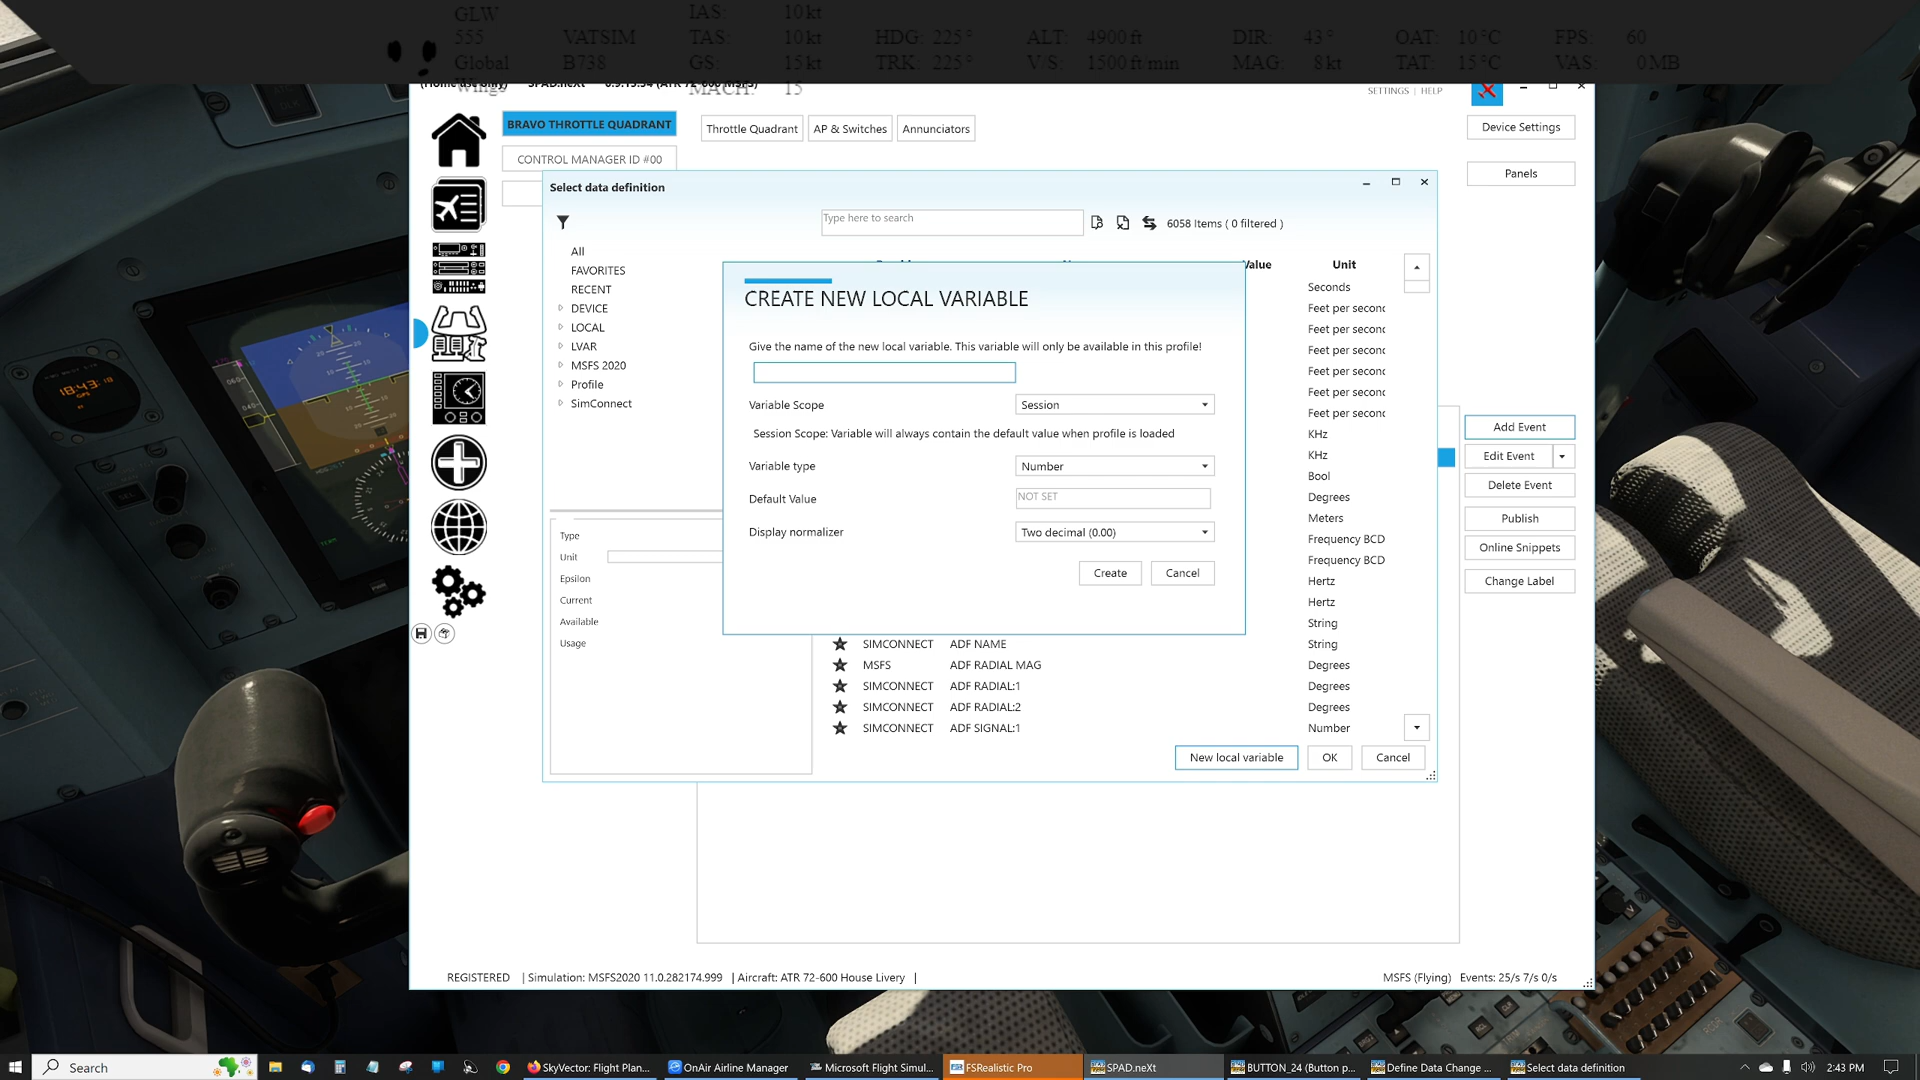 GLW
555
Global
Wings
VATSIM
B738
IAS: 10 kt
TAS: 10 kt
GS: 15 kt
MACH: 15
HDG: 225°
TRK: 225°
ALT: 4900 ft
V/S: 1500 ft/min
DIR: 43°
MAG: 8 kt
OAT: 10 °C
TAT: 15 °C
FPS: 60
VAS: 0 MB
SETTINGS | HELP
BRAVO THROTTLE QUADRANT
CONTROL MANAGER ID #00
Throttle Quadrant
AP & Switches
Annunciators
Device Settings
Panels
Select data definition
Type here to search
6058 Items ( 0 filtered )
All
FAVORITES
RECENT
DEVICE
LOCAL
LVAR
MSFS 2020
Profile
SimConnect
Type
Unit
Epsilon
Current
Available
Usage
Value
Unit
Seconds
Feet per second
Feet per second
Feet per second
Feet per second
Feet per second
Feet per second
KHz
KHz
Bool
Degrees
Meters
Frequency BCD
Frequency BCD
Hertz
Hertz
String
SIMCONNECT ADF NAME String
MSFS ADF RADIAL MAG Degrees
SIMCONNECT ADF RADIAL:1 Degrees
SIMCONNECT ADF RADIAL:2 Degrees
SIMCONNECT ADF SIGNAL:1 Number
CREATE NEW LOCAL VARIABLE
Give the name of the new local variable. This variable will only be available in this profile!
Variable Scope Session
Session Scope: Variable will always contain the default value when profile is loaded
Variable type Number
Default Value NOT SET
Display normalizer Two decimal (0.00)
Create
Cancel
New local variable
OK
Cancel
Add Event
Edit Event
Delete Event
Publish
Online Snippets
Change Label
18:43
REGISTERED | Simulation: MSFS2020 11.0.282174.999 | Aircraft: ATR 72-600 House Livery |
MSFS (Flying) Events: 25/s 7/s 0/s
Search
SkyVector: Flight Plan...
OnAir Airline Manager
Microsoft Flight Simul...
FSRealistic Pro
SPAD.neXt
BUTTON_24 (Button p...
Define Data Change ...
Select data definition
2:43 PM